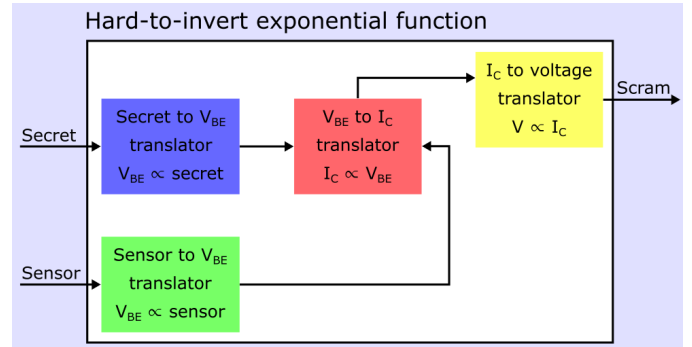 Hard-to-invert exponential function
Secret
Secret to V_BE
translator
V_BE ∝ secret
V_BE to I_C
translator
I_C ∝ V_BE
I_C to voltage
translator
V ∝ I_C
Scram
Sensor
Sensor to V_BE
translator
V_BE ∝ sensor